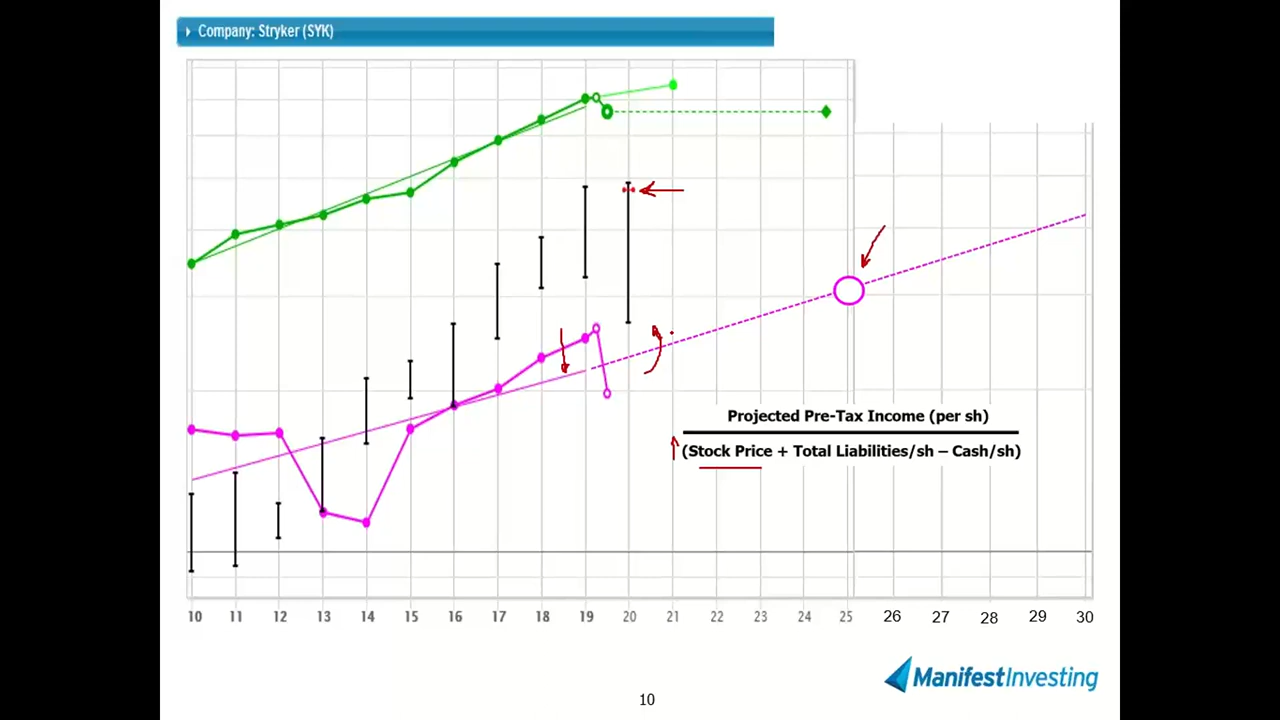 Company: Stryker (SYK)
Projected Pre-Tax Income (per sh)
(Stock Price + Total Liabilities/sh – Cash/sh)
10 11 12 13 14 15 16 17 18 19 20 21 22 23 24 25 26 27 28 29 30
ManifestInvesting
10